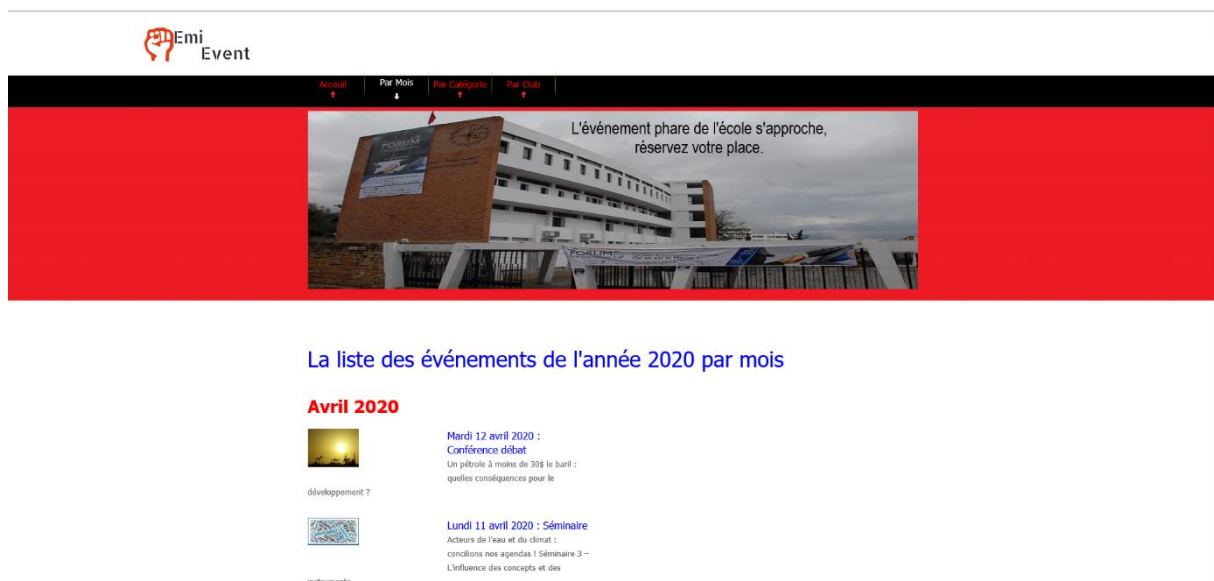 Emi
Event
Acceuil
Par Mois
Par Catégorie
Par Club
L'événement phare de l'école s'approche,
réservez votre place.
FORUM
FORUM
La liste des événements de l'année 2020 par mois
Avril 2020
Mardi 12 avril 2020 :
Conférence débat
Un pétrole à moins de 30$ le baril :
quelles conséquences pour le
développement ?
Lundi 11 avril 2020 : Séminaire
Acteurs de l'eau et du climat :
concilions nos agendas ! Séminaire 3 –
L'influence des concepts et des
instruments